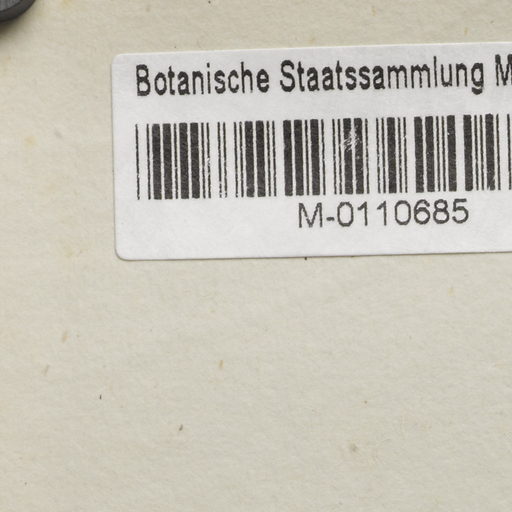 Botanische Staatssammlung M
M-0110685